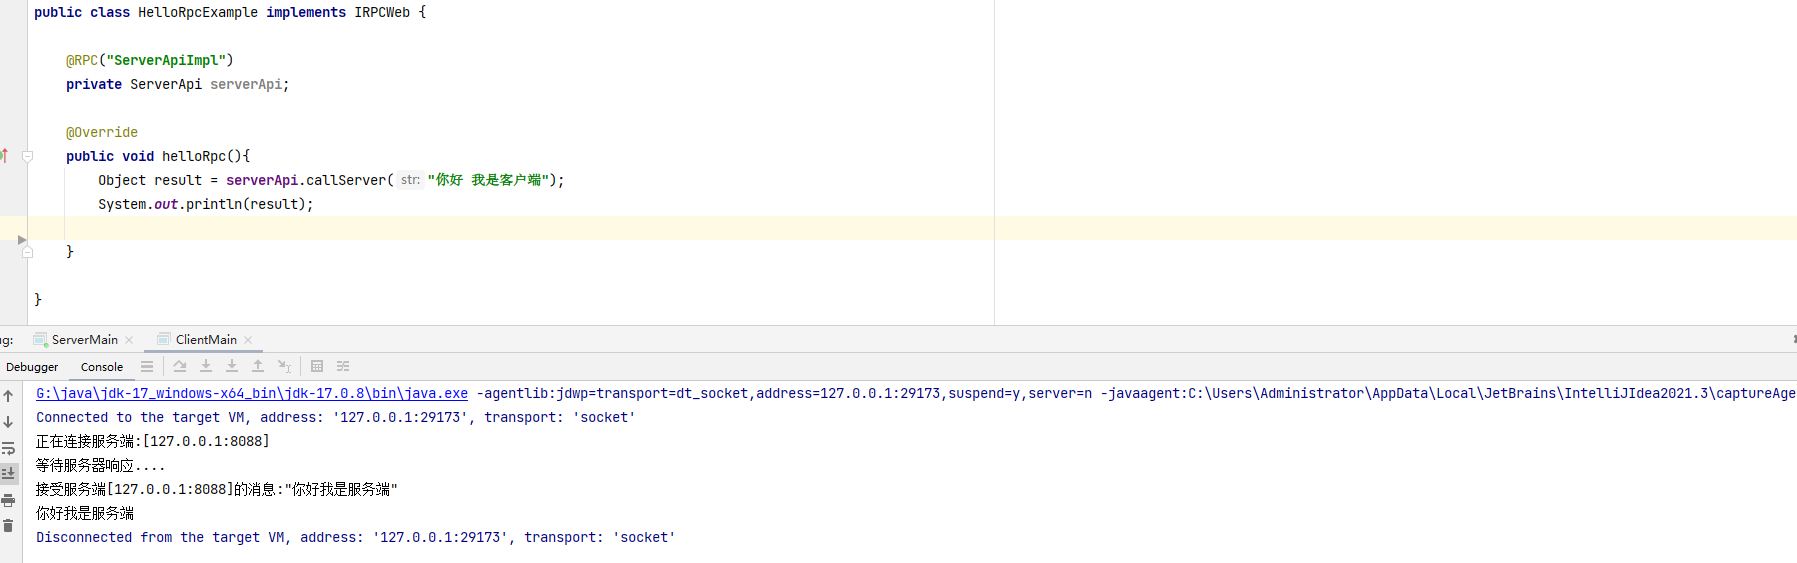 public class HelloRpcExample implements IRPCWeb {
@RPC("ServerApiImpl")
private ServerApi serverApi;
@Override
public void helloRpc(){
Object result = serverApi.callServer( str: "你好 我是客户端");
System.out.println(result);
}
}
ug: ServerMain ClientMain
Debugger Console
G:\java\jdk-17_windows-x64_bin\jdk-17.0.8\bin\java.exe -agentlib:jdwp=transport=dt_socket,address=127.0.0.1:29173,suspend=y,server=n -javaagent:C:\Users\Administrator\AppData\Local\JetBrains\IntelliJIdea2021.3\captureAge
Connected to the target VM, address: '127.0.0.1:29173', transport: 'socket'
正在连接服务端:[127.0.0.1:8088]
等待服务器响应....
接受服务端[127.0.0.1:8088]的消息:"你好我是服务端"
你好我是服务端
Disconnected from the target VM, address: '127.0.0.1:29173', transport: 'socket'